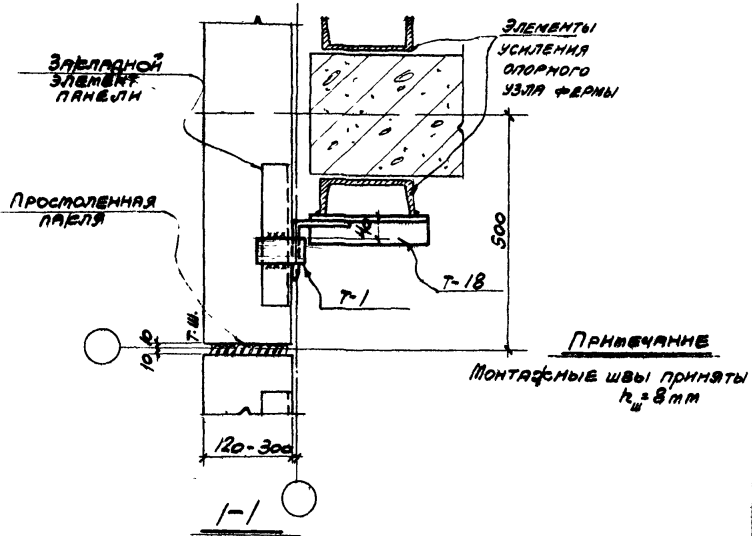 Закладной
элемент
панели
Просмоленная
пакля
Элементы
усиления
опорного
узла фермы
500
40
Т-18
Т-1
10 10
Т.Ш.
120-300
1-1
Примечание
Монтажные швы приняты
hш=8мм